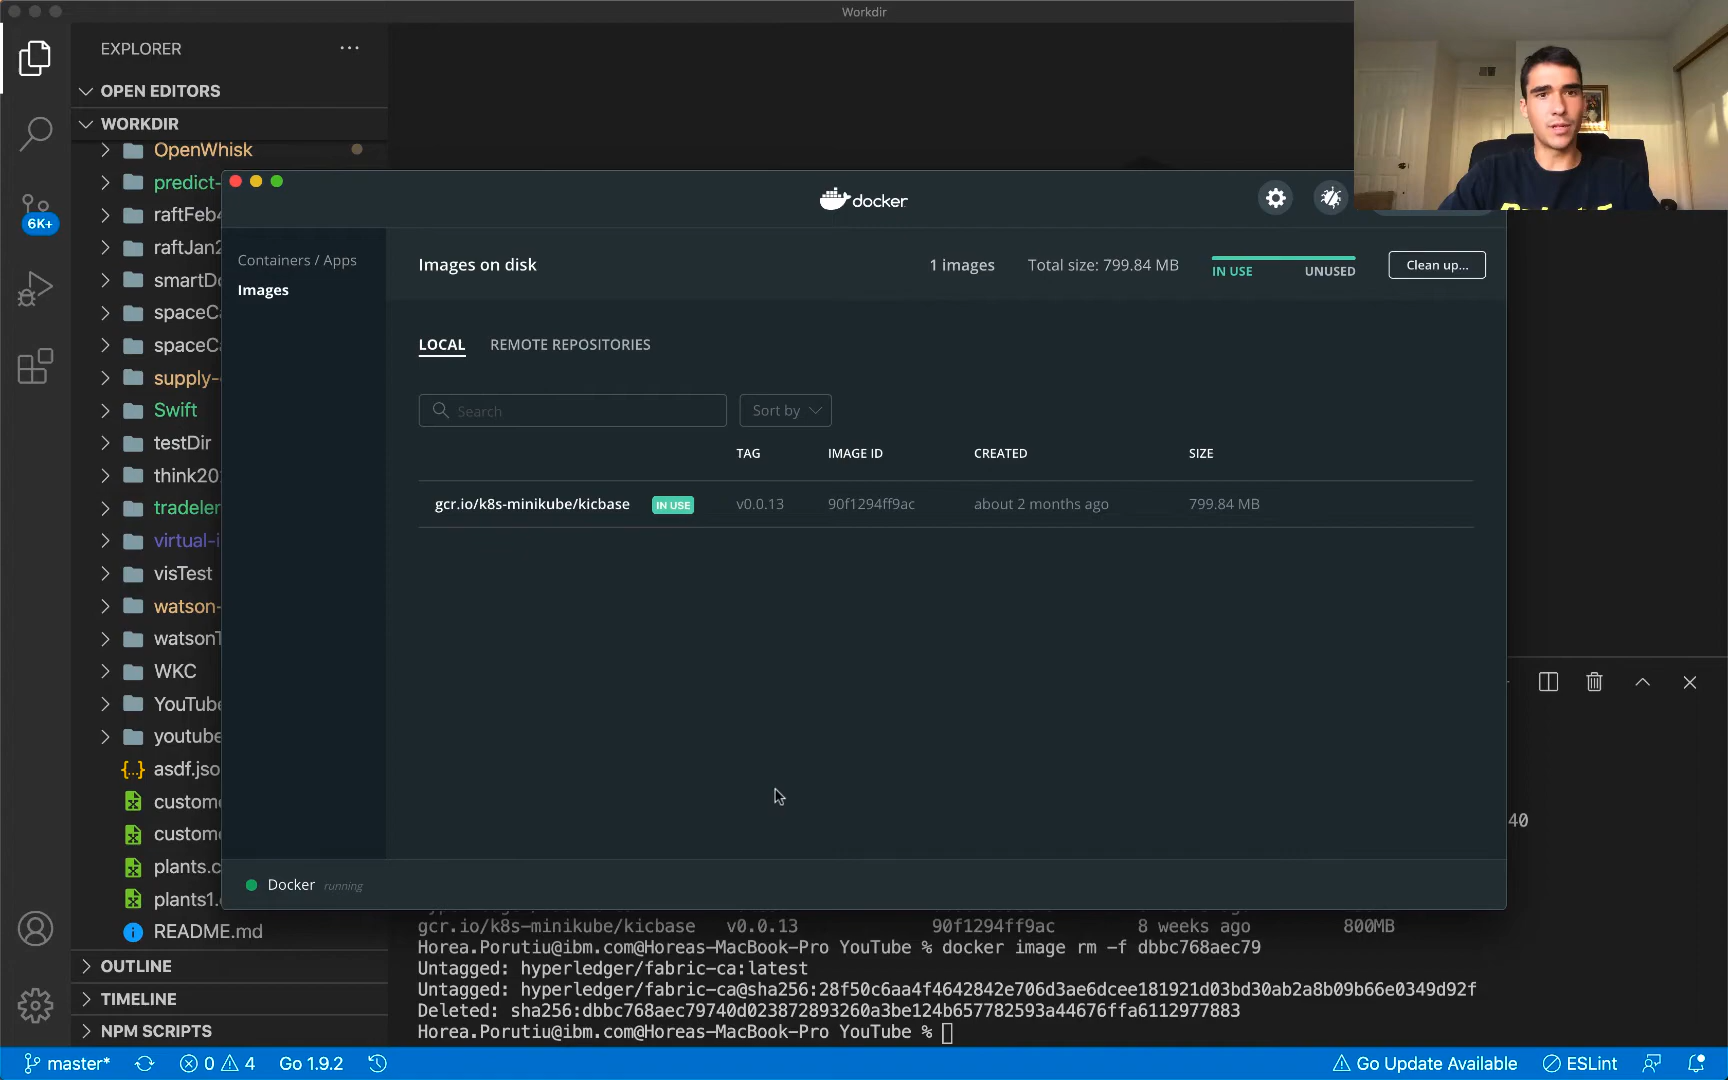 Workdir
EXPLORER
OPEN EDITORS
WORKDIR
OpenWhisk
predict-
raftFeb4
raftJan2
smartDo
spaceCa
spaceCa
supply-
Swift
testDir
think20
tradeler
virtual-i
visTest
watson-
watsonT
WKC
YouTube
youtube
asdf.jso
custome
custome
plants.c
plants1.
README.md
OUTLINE
TIMELINE
NPM SCRIPTS
6K+
docker
Containers / Apps
Images
Images on disk
1 images
Total size: 799.84 MB
IN USE
UNUSED
Clean up...
LOCAL
REMOTE REPOSITORIES
Search
Sort by
TAG
IMAGE ID
CREATED
SIZE
gcr.io/k8s-minikube/kicbase IN USE v0.0.13 90f1294ff9ac about 2 months ago 799.84 MB
Docker running
40
gcr.io/k8s-minikube/kicbase v0.0.13 90f1294ff9ac 8 weeks ago 800MB
Horea.Porutiu@ibm.com@Horeas-MacBook-Pro YouTube % docker image rm -f dbbc768aec79
Untagged: hyperledger/fabric-ca:latest
Untagged: hyperledger/fabric-ca@sha256:28f50c6aa4f4642842e706d3ae6dcee181921d03bd30ab2a8b09b66e0349d92f
Deleted: sha256:dbbc768aec79740d023872893260a3be124b657782593a44676ffa6112977883
Horea.Porutiu@ibm.com@Horeas-MacBook-Pro YouTube %
master* 0 4 Go 1.9.2 Go Update Available ESLint